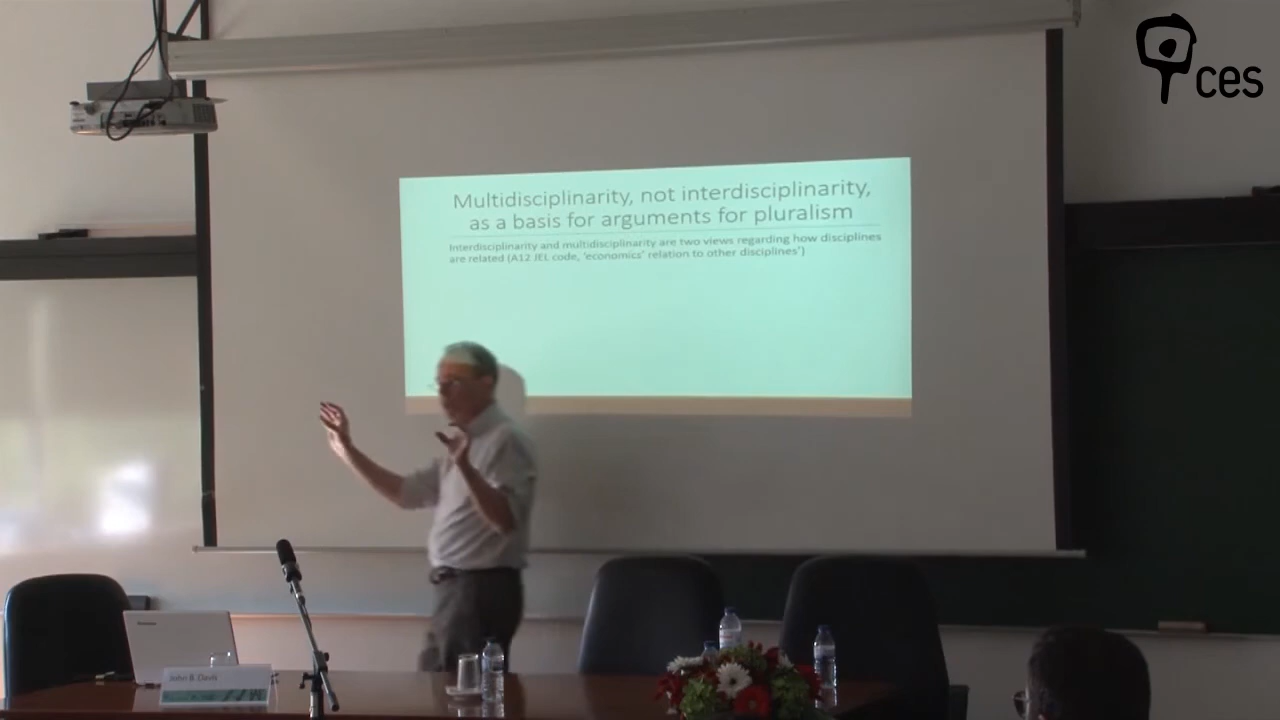 ces
Multidisciplinarity, not interdisciplinarity,
as a basis for arguments for pluralism
Interdisciplinarity and multidisciplinarity are two views regarding how disciplines
are related (A12 JEL code, 'economics' relation to other disciplines')
John B. Davis